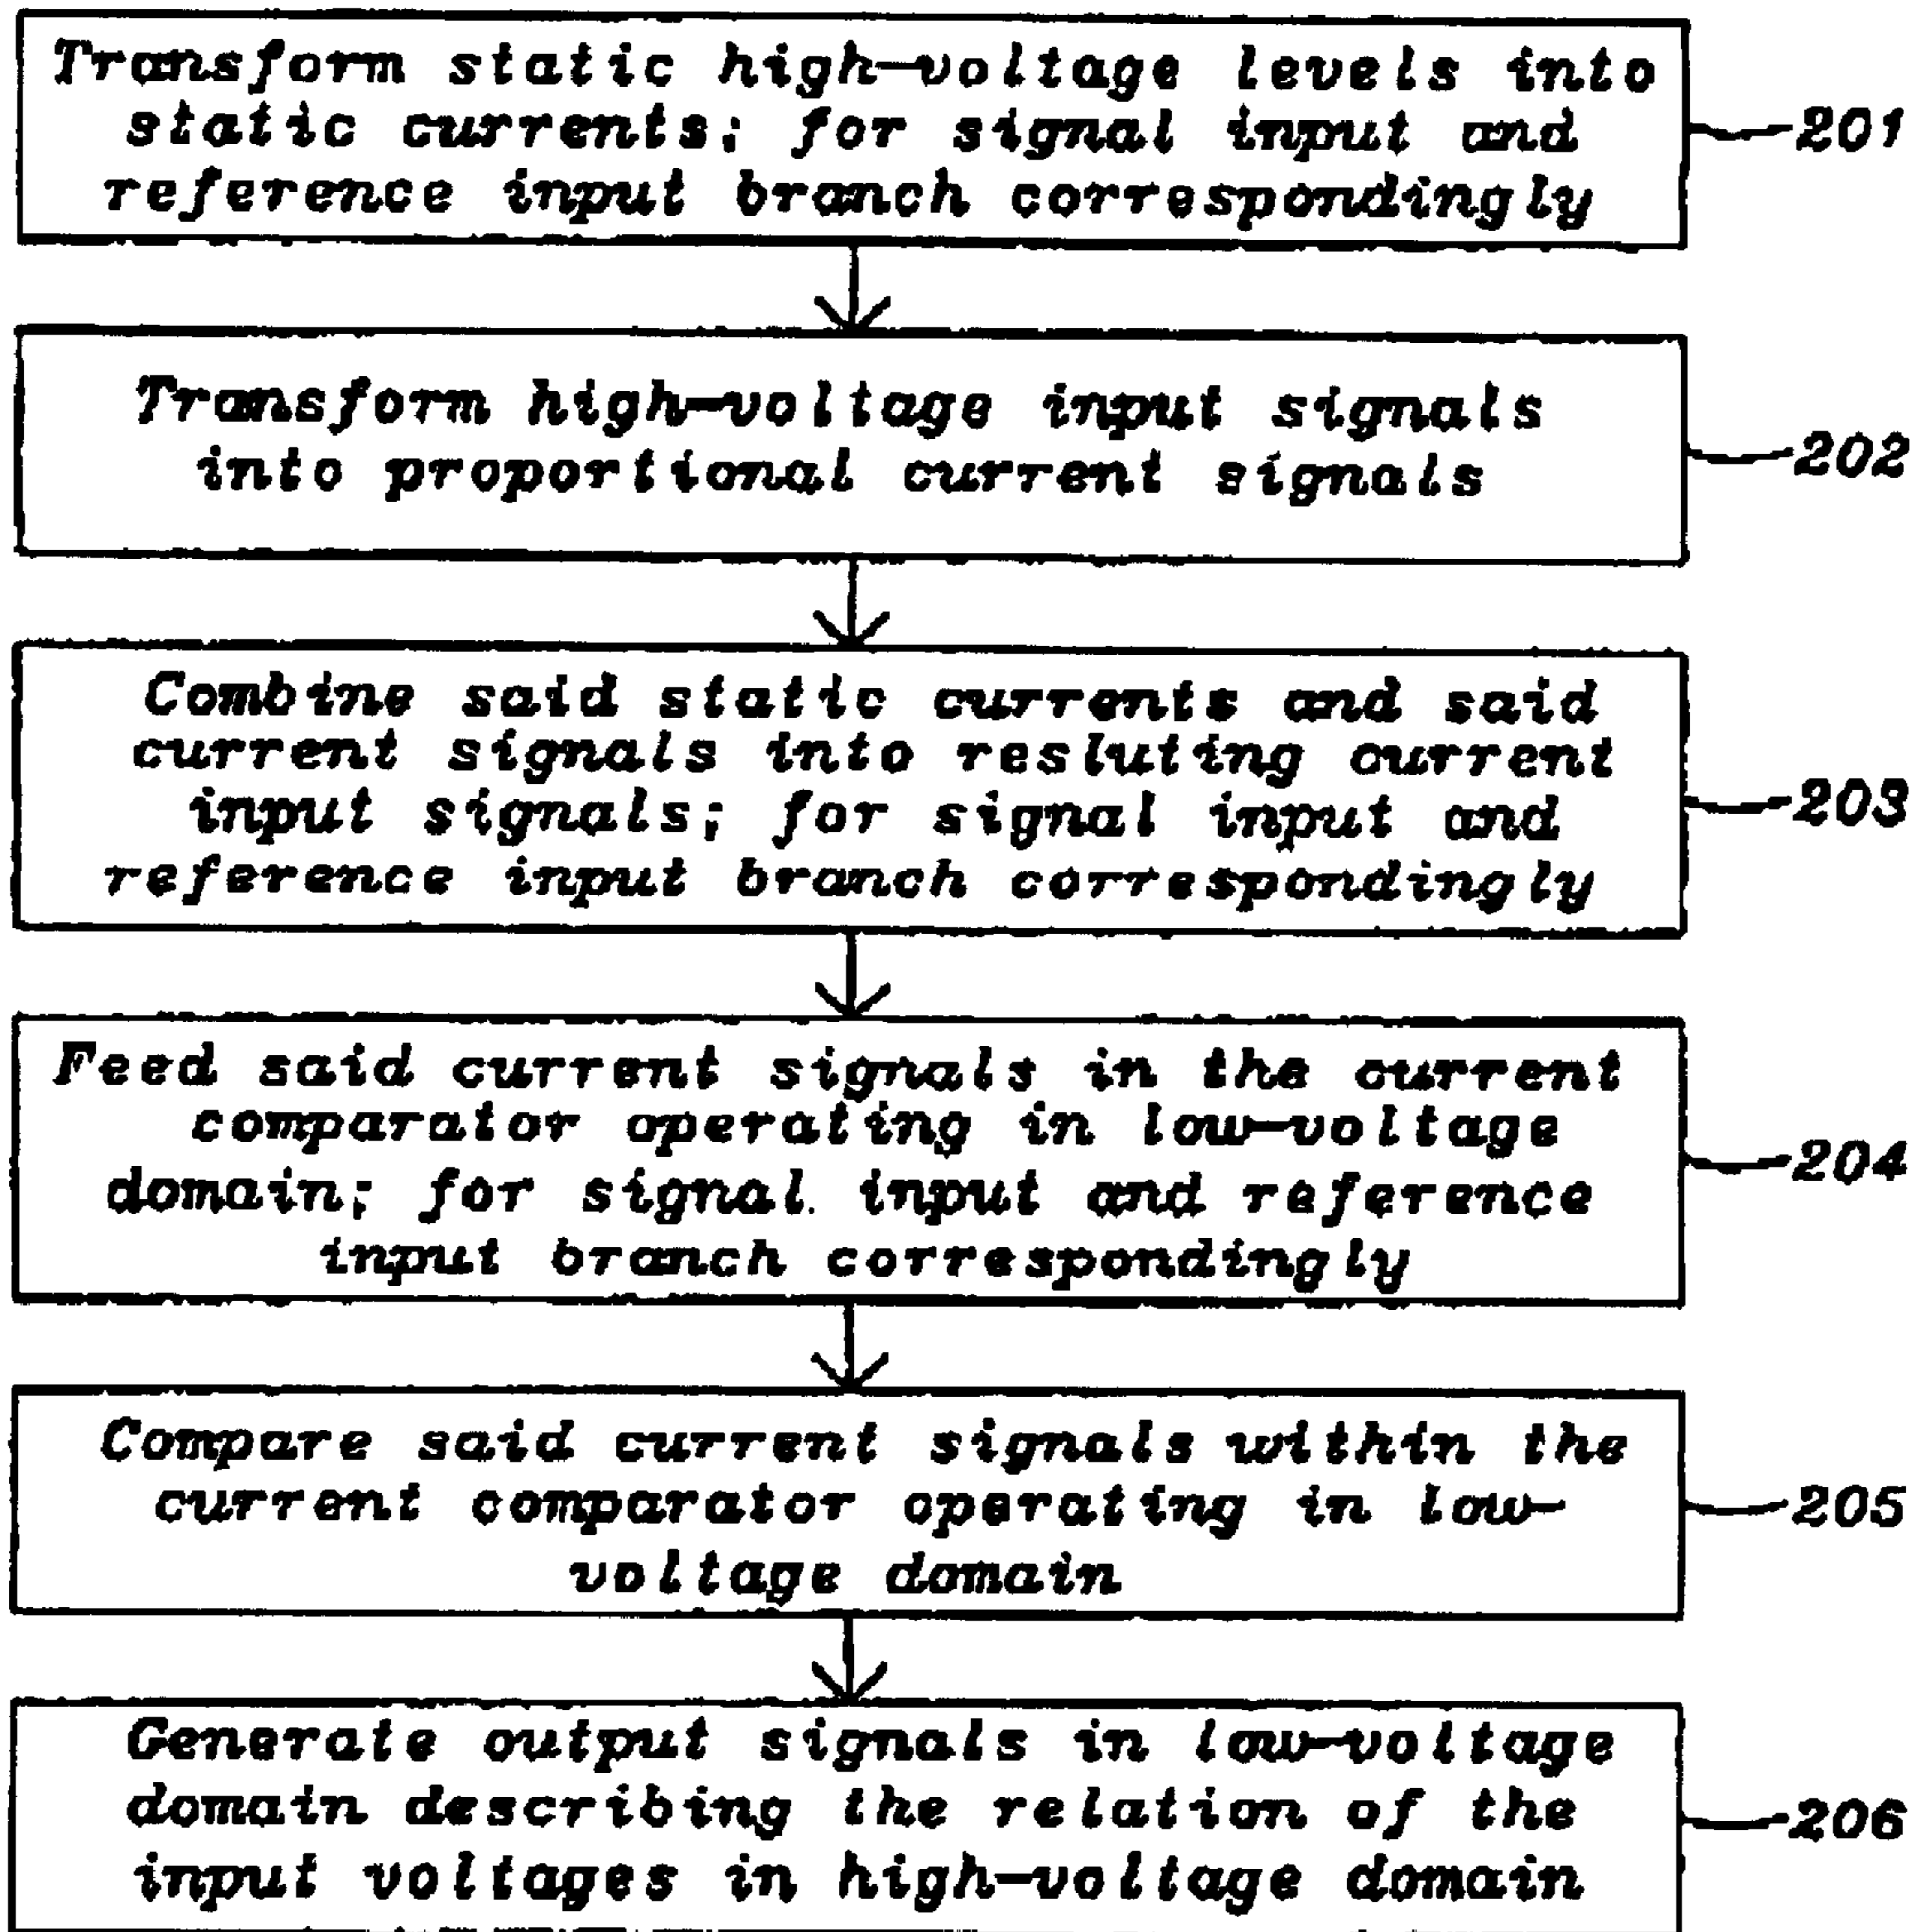 Transform static high-voltage levels into
static currents; for signal input and
reference input branch correspondingly
201
Transform high-voltage input signals
into proportional current signals
202
Combine said static currents and said
current signals into resluting current
input signals; for signal input and
reference input branch correspondingly
203
Feed said current signals in the current
comparator operating in low-voltage
domain; for signal input and reference
input branch correspondingly
204
Compare said current signals within the
current comparator operating in low-
voltage domain
205
Generate output signals in low-voltage
domain describing the relation of the
input voltages in high-voltage domain
206